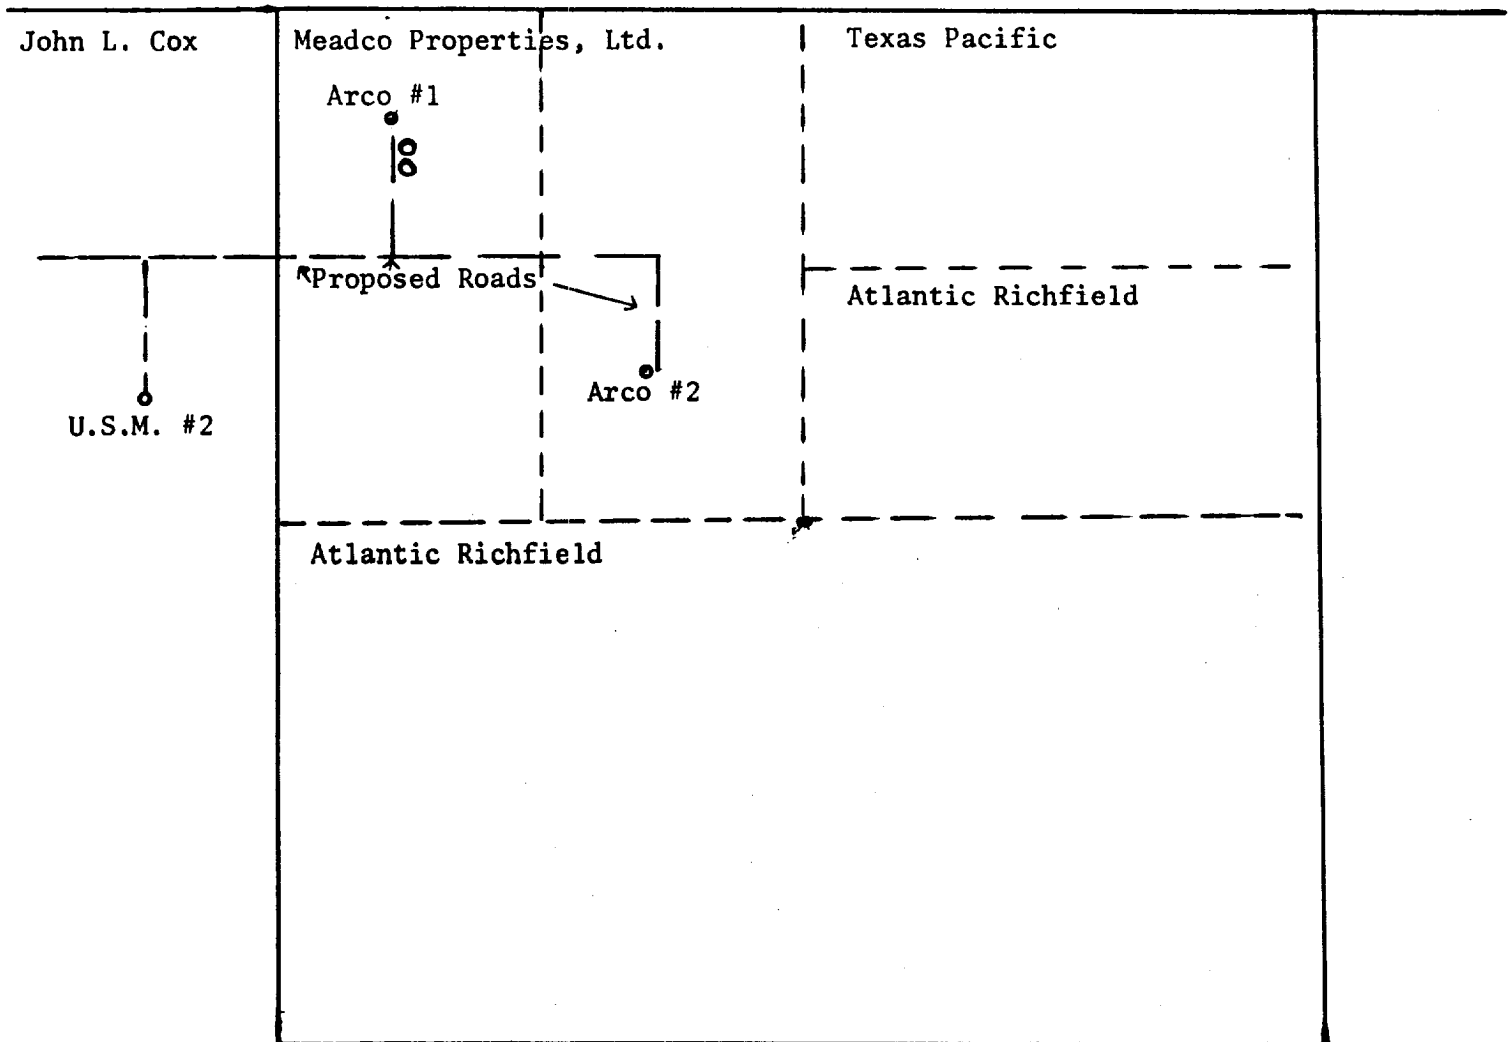 John L. Cox
Meadco Properties, Ltd.
Texas Pacific
Arco #1
Proposed Roads
Atlantic Richfield
Arco #2
U.S.M. #2
Atlantic Richfield